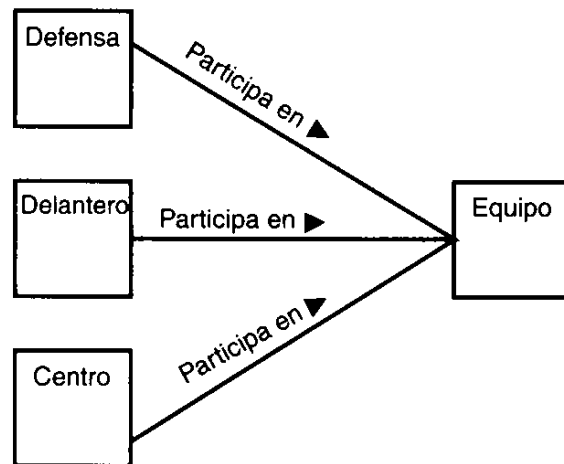 Defensa
Participa en ▶
Delantero
Participa en ▶
Equipo
Centro
Participa en ▶